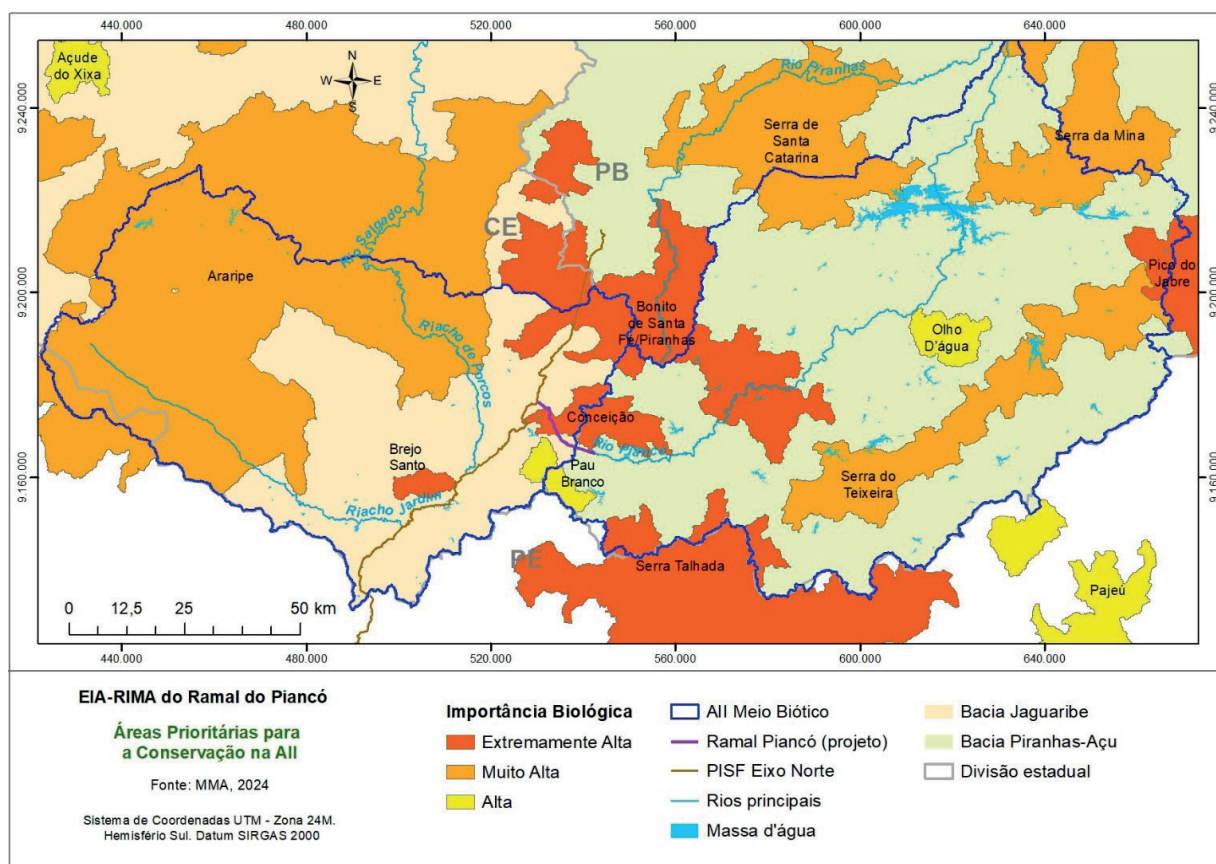 440.000 480.000 520.000 560.000 600.000 640.000
Açude
do Xixa
N
W E
S
9.240.000
9.240.000
Rio Piranhas
Serra de
Santa
Catarina
Serra da Mina
PB
CE
Rio Salgado
Araripe
9.200.000
9.200.000
Pico do
Jabre
Bonito
de Santa
Fé/Piranhas
Riacho de Porcos
Olho
D'água
Conceição
Rio Piancó
Brejo
Santo
Pau
Branco
9.160.000
9.160.000
Serra do
Teixeira
Riacho Jardim
PE
Serra Talhada
Pajeú
0 12,5 25 50 km
440.000 480.000 520.000 560.000 600.000 640.000
EIA-RIMA do Ramal do Piancó
Áreas Prioritárias para
a Conservação na AII
Fonte: MMA, 2024
Sistema de Coordenadas UTM - Zona 24M.
Hemisfério Sul. Datum SIRGAS 2000
Importância Biológica
Extremamente Alta
Muito Alta
Alta
AII Meio Biótico
Ramal Piancó (projeto)
PISF Eixo Norte
Rios principais
Massa d'água
Bacia Jaguaribe
Bacia Piranhas-Açu
Divisão estadual